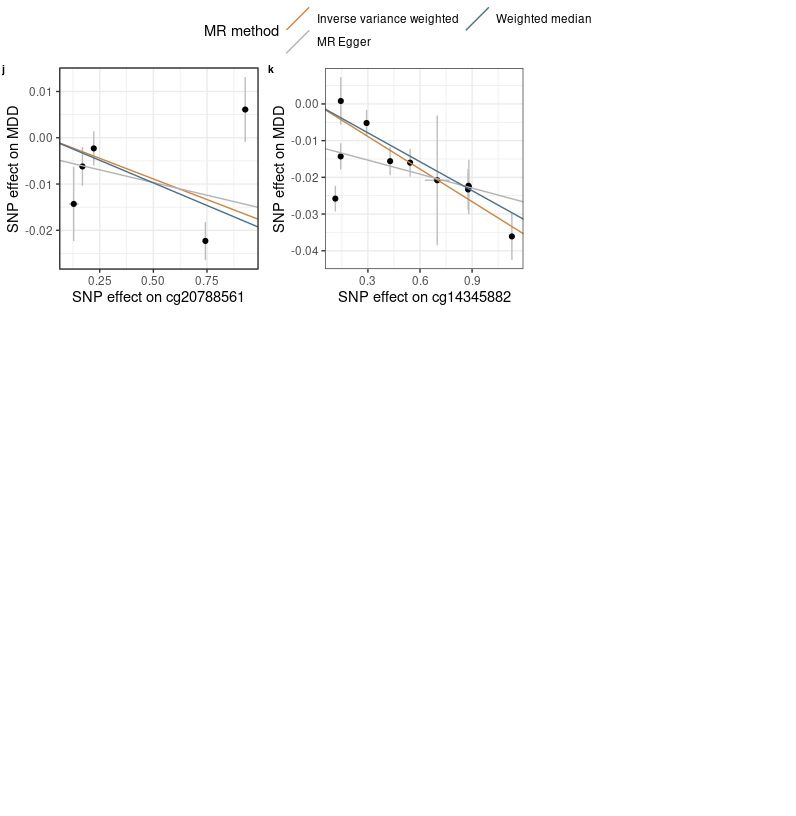 MR method
Inverse variance weighted
Weighted median
MR Egger
j
0.01
0.00
-0.01
-0.02
SNP effect on MDD
0.25 0.50 0.75
SNP effect on cg20788561
k
0.00
-0.01
-0.02
-0.03
-0.04
SNP effect on MDD
0.3 0.6 0.9
SNP effect on cg14345882